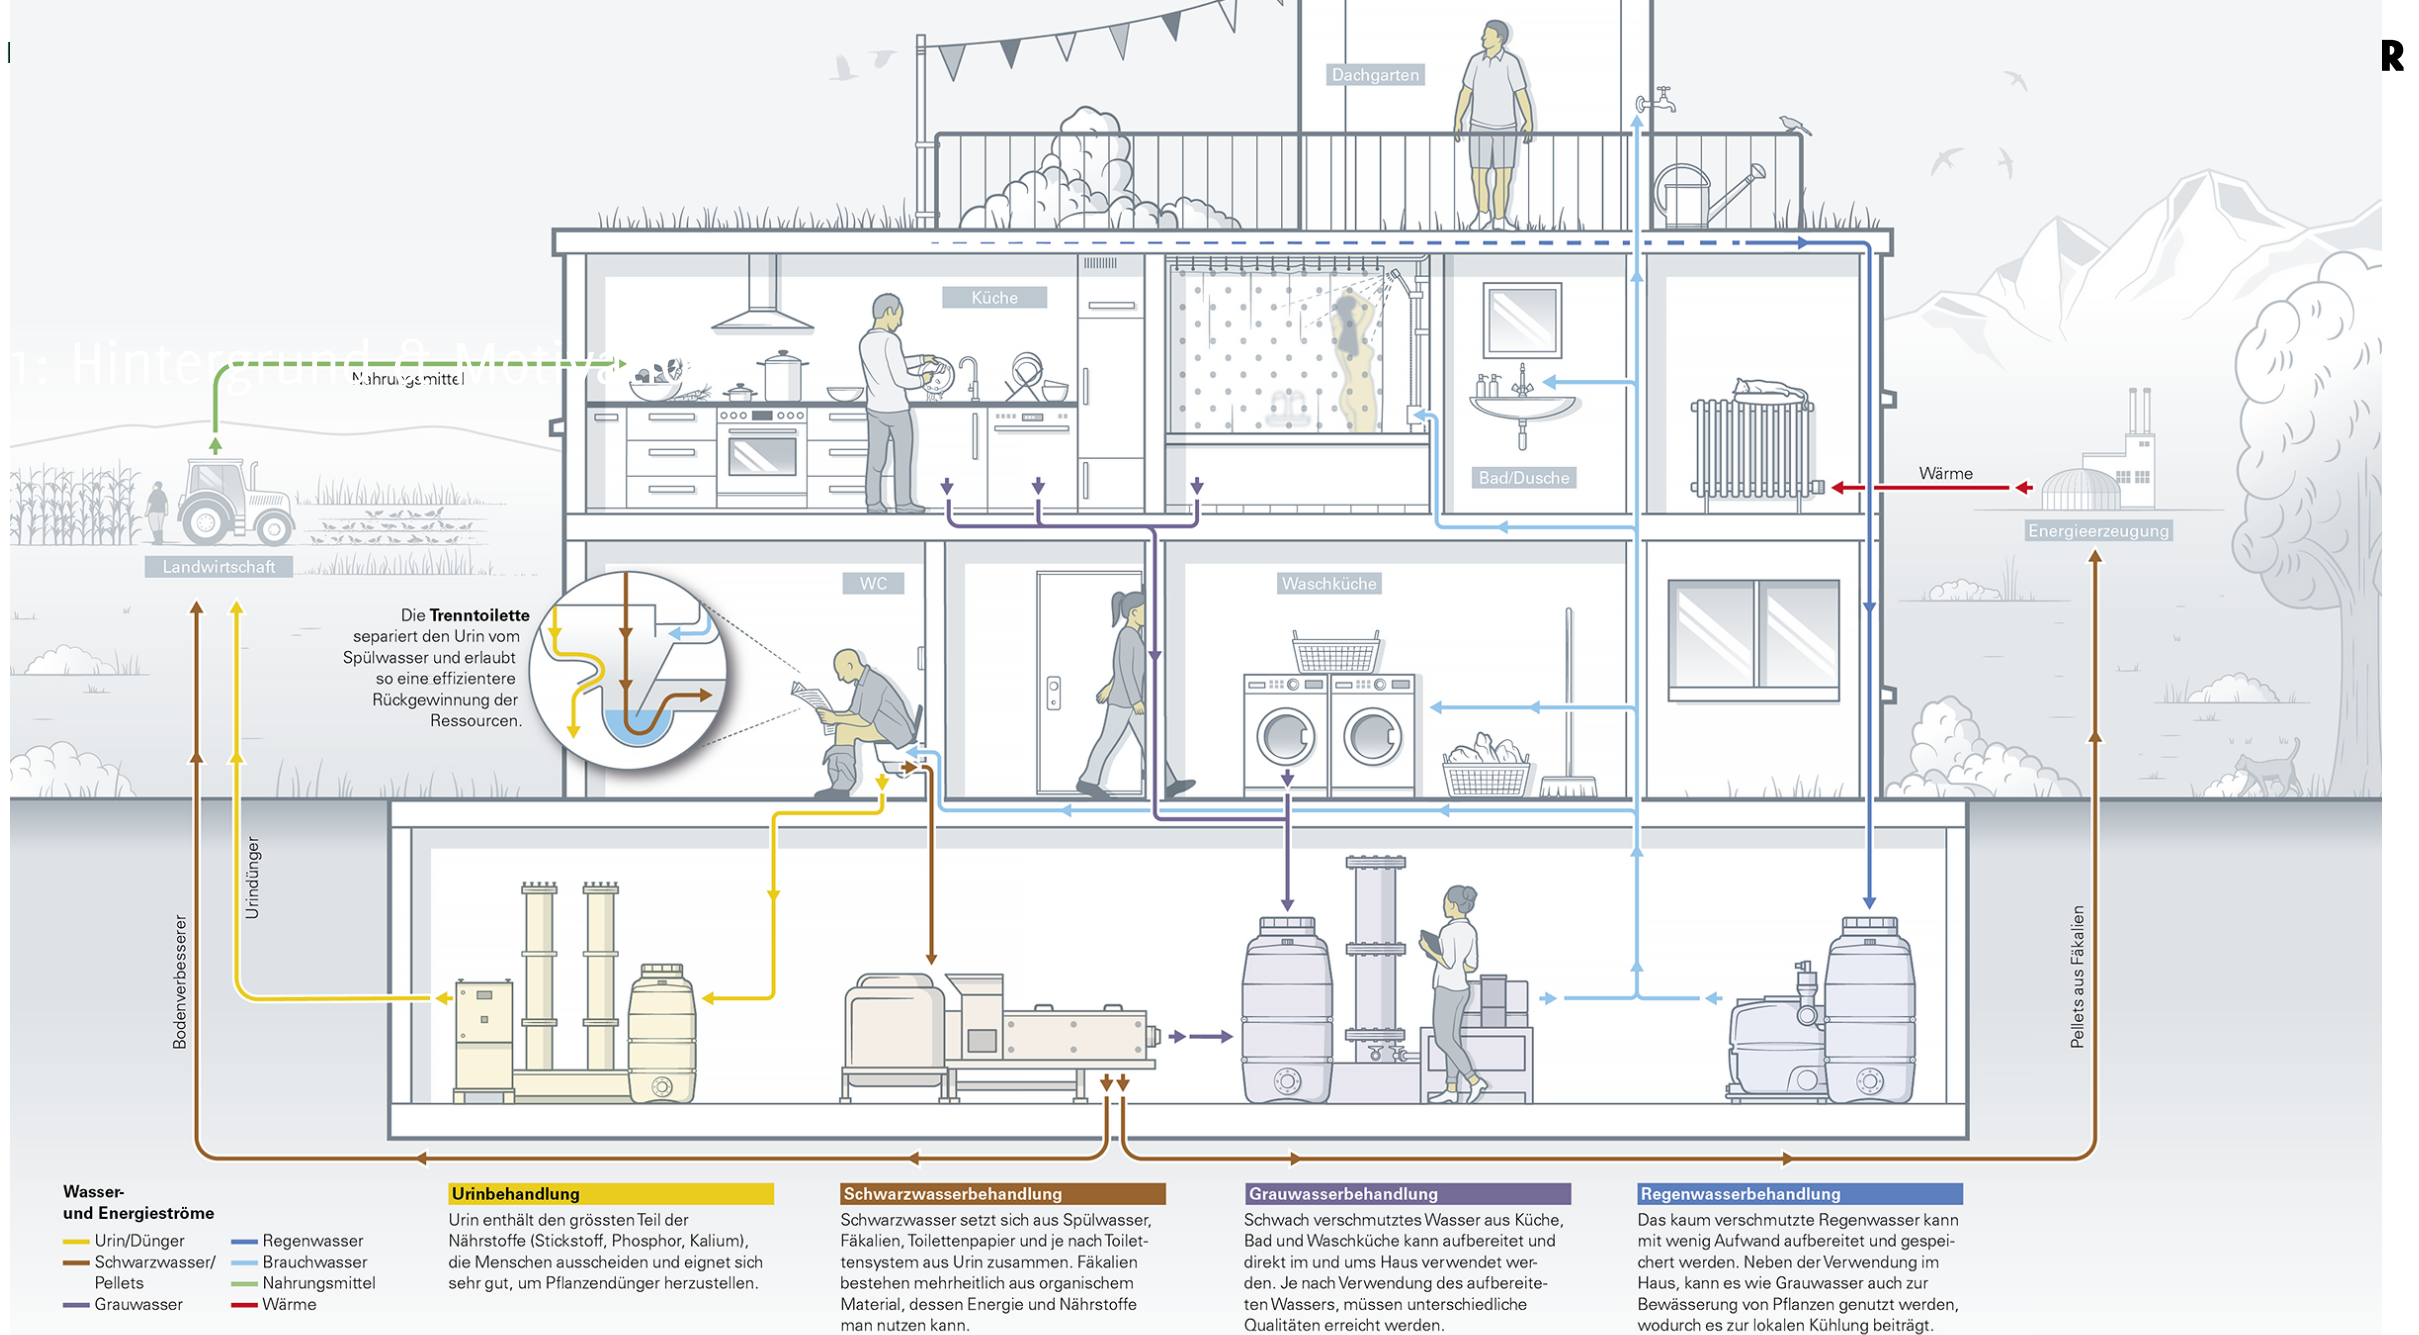 R
Dachgarten
Küche
1: Hintergrund & Motiva
Nahrungsmittel
Bad/Dusche
Wärme
Energieerzeugung
Landwirtschaft
WC
Waschküche
Die Trenntoilette
separiert den Urin vom
Spülwasser und erlaubt
so eine effizientere
Rückgewinnung der
Ressourcen.
Urindünger
Bodenverbesserer
Pellets aus Fäkalien
Wasser-
und Energieströme
Urin/Dünger
Schwarzwasser/
Pellets
Grauwasser
Regenwasser
Brauchwasser
Nahrungsmittel
Wärme
Urinbehandlung
Urin enthält den grössten Teil der
Nährstoffe (Stickstoff, Phosphor, Kalium),
die Menschen ausscheiden und eignet sich
sehr gut, um Pflanzendünger herzustellen.
Schwarzwasserbehandlung
Schwarzwasser setzt sich aus Spülwasser,
Fäkalien, Toilettenpapier und je nach Toilet-
tensystem aus Urin zusammen. Fäkalien
bestehen mehrheitlich aus organischem
Material, dessen Energie und Nährstoffe
man nutzen kann.
Grauwasserbehandlung
Schwach verschmutztes Wasser aus Küche,
Bad und Waschküche kann aufbereitet und
direkt im und ums Haus verwendet wer-
den. Je nach Verwendung des aufbereite-
ten Wassers, müssen unterschiedliche
Qualitäten erreicht werden.
Regenwasserbehandlung
Das kaum verschmutzte Regenwasser kann
mit wenig Aufwand aufbereitet und gespei-
chert werden. Neben der Verwendung im
Haus, kann es wie Grauwasser auch zur
Bewässerung von Pflanzen genutzt werden,
wodurch es zur lokalen Kühlung beiträgt.